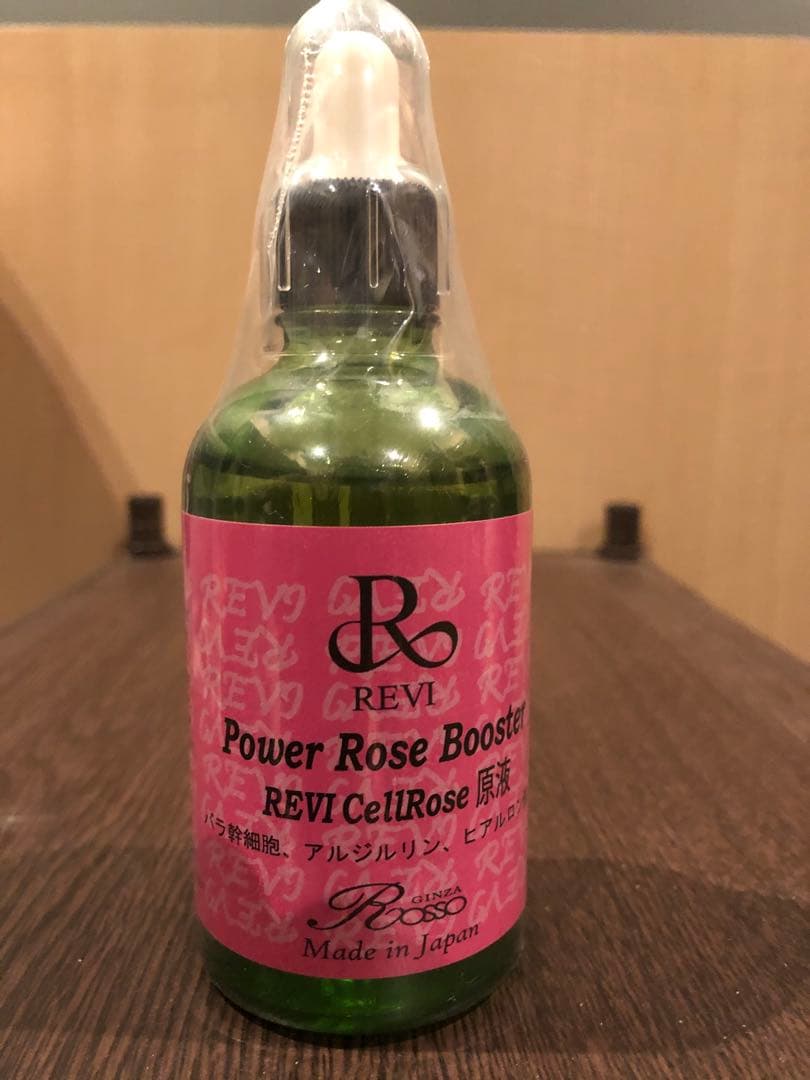 R
REVI
Power Rose Booster
REVI CellRose 原液
バラ幹細胞、アルジルリン、ヒアルロン
GINZA
Rosso
Made in Japan